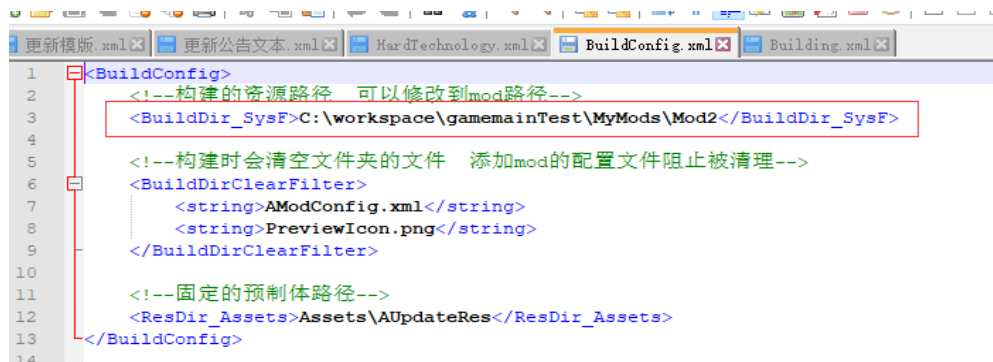 更新模版.xml 更新公告文本.xml HardTechnology.xml BuildConfig.xml Building.xml
1 <BuildConfig>
2 <!--构建的资源路径 可以修改到mod路径-->
3 <BuildDir_SysF>C:\workspace\gamemainTest\MyMods\Mod2</BuildDir_SysF>
4
5 <!--构建时会清空文件夹的文件 添加mod的配置文件阻止被清理-->
6 <BuildDirClearFilter>
7 <string>AModConfig.xml</string>
8 <string>PreviewIcon.png</string>
9 </BuildDirClearFilter>
10
11 <!--固定的预制体路径-->
12 <ResDir_Assets>Assets\AUpdateRes</ResDir_Assets>
13 </BuildConfig>
14